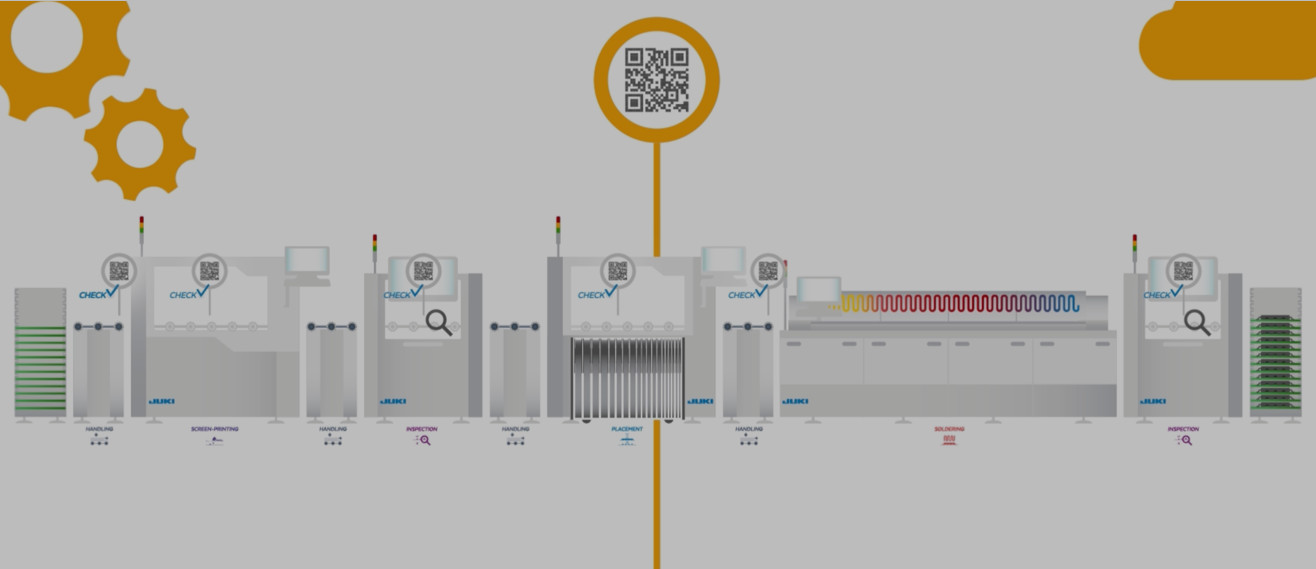 CHECK
CHECK
CHECK
CHECK
CHECK
CHECK
JUKI
JUKI
JUKI
JUKI
JUKI
HANDLING
SCREEN-PRINTING
HANDLING
INSPECTION
HANDLING
PLACEMENT
HANDLING
SOLDERING
INSPECTION